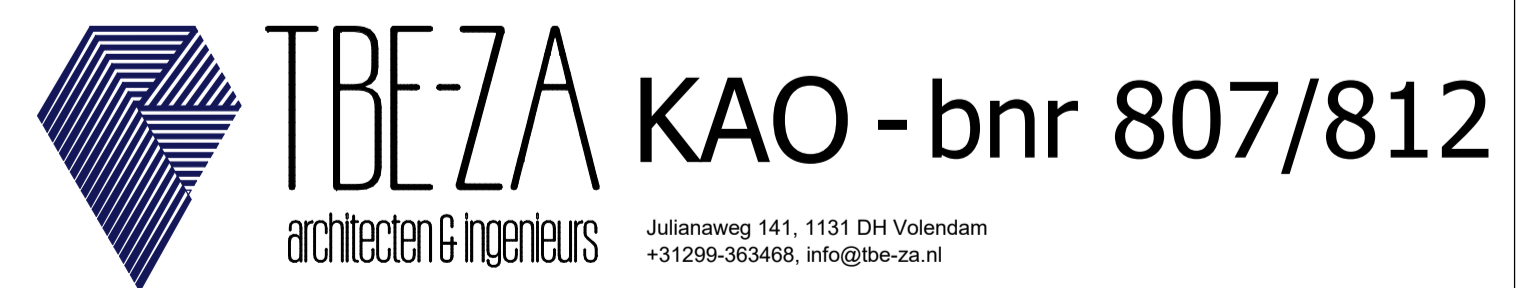 TBE-ZA
architecten & ingenieurs
KAO - bnr 807/812
Julianaweg 141, 1131 DH Volendam
+31299-363468, info@tbe-za.nl